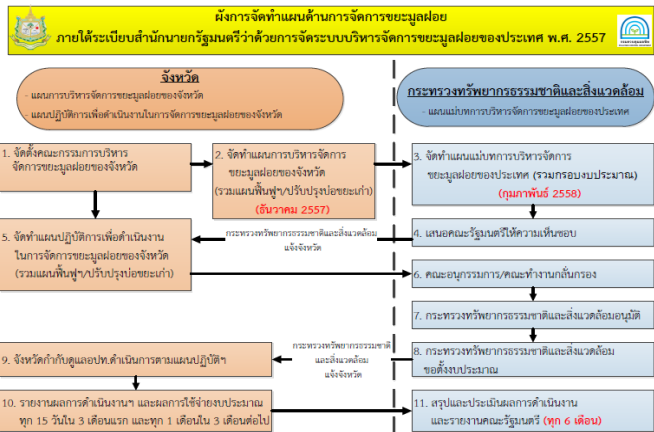 ผังการจัดทำแผนด้านการจัดการขยะมูลฝอย
ภายใต้ระเบียบสำนักนายกรัฐมนตรีว่าด้วยการจัดระบบบริหารจัดการขยะมูลฝอยของประเทศ พ.ศ. 2557
จังหวัด
- แผนการบริหารจัดการขยะมูลฝอยของจังหวัด
- แผนปฏิบัติการเพื่อดำเนินงานในการจัดการขยะมูลฝอยของจังหวัด
กระทรวงทรัพยากรธรรมชาติและสิ่งแวดล้อม
- แผนแม่บทการบริหารจัดการขยะมูลฝอยของประเทศ
1. จัดตั้งคณะกรรมการบริหาร
จัดการขยะมูลฝอยของจังหวัด
2. จัดทำแผนการบริหารจัดการ
ขยะมูลฝอยของจังหวัด
(รวมแผนฟื้นฟูฯ/ปรับปรุงบ่อขยะเก่า)
(ธันวาคม 2557)
3. จัดทำแผนแม่บทการบริหารจัดการ
ขยะมูลฝอยของประเทศ (รวมกรอบงบประมาณ)
(กุมภาพันธ์ 2558)
4. เสนอคณะรัฐมนตรีให้ความเห็นชอบ
กระทรวงทรัพยากรธรรมชาติและสิ่งแวดล้อม
แจ้งจังหวัด
5. จัดทำแผนปฏิบัติการเพื่อดำเนินงาน
ในการจัดการขยะมูลฝอยของจังหวัด
(รวมแผนฟื้นฟูฯ/ปรับปรุงบ่อขยะเก่า)
6. คณะอนุกรรมการ/คณะทำงานกลั่นกรอง
7. กระทรวงทรัพยากรธรรมชาติและสิ่งแวดล้อมอนุมัติ
8. กระทรวงทรัพยากรธรรมชาติและสิ่งแวดล้อม
ขอตั้งงบประมาณ
กระทรวงทรัพยากรธรรมชาติ
และสิ่งแวดล้อม
แจ้งจังหวัด
9. จังหวัดกำกับดูแลอปท.ดำเนินการตามแผนปฏิบัติฯ
10. รายงานผลการดำเนินงานฯ และผลการใช้จ่ายงบประมาณ
ทุก 15 วันใน 3 เดือนแรก และทุก 1 เดือนใน 3 เดือนต่อไป
11. สรุปและประเมินผลการดำเนินงาน
และรายงานคณะรัฐมนตรี (ทุก 6 เดือน)